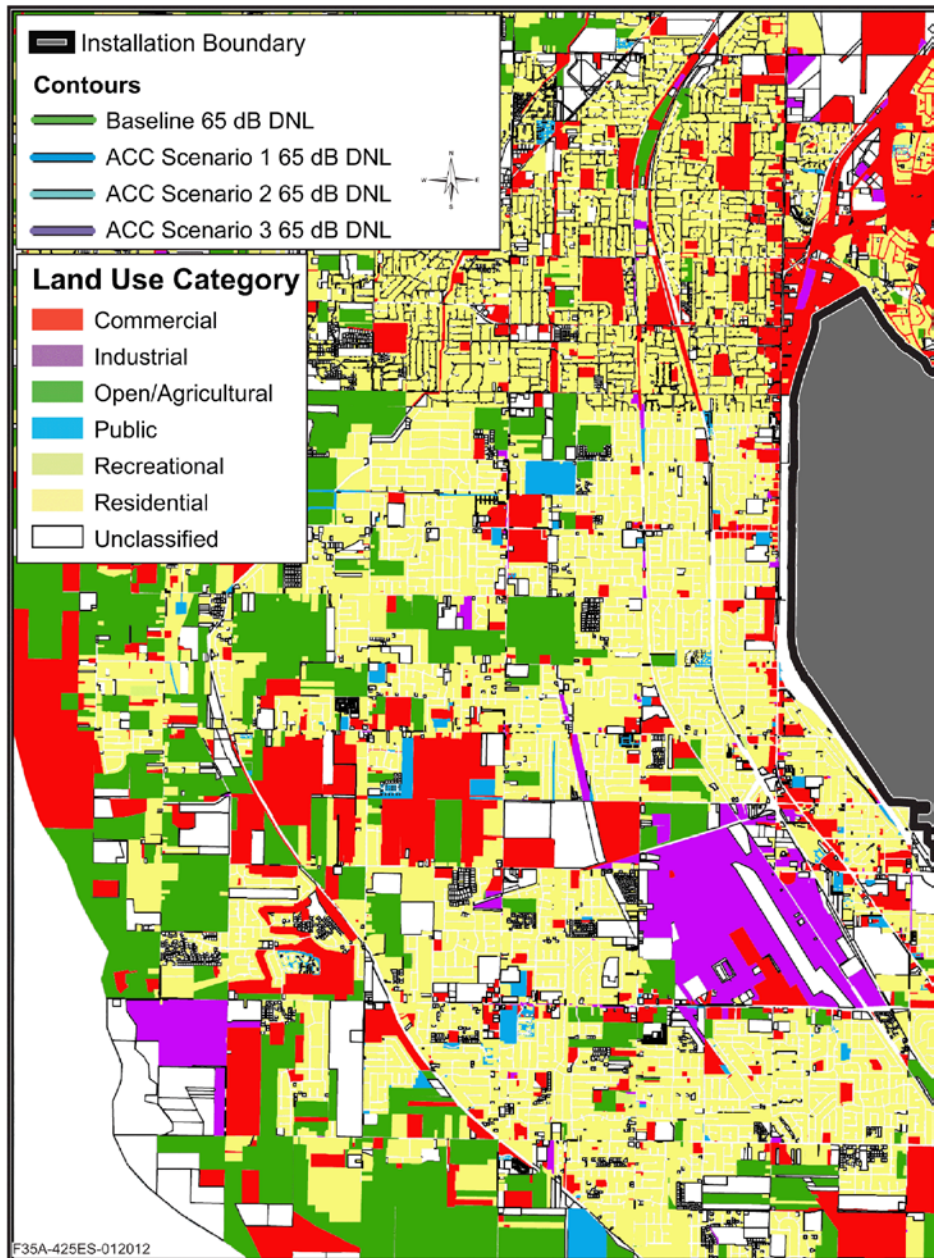 Installation Boundary
Contours
Baseline 65 dB DNL
ACC Scenario 1 65 dB DNL
ACC Scenario 2 65 dB DNL
ACC Scenario 3 65 dB DNL
N
W E
S
Land Use Category
Commercial
Industrial
Open/Agricultural
Public
Recreational
Residential
Unclassified
F35A-425ES-012012